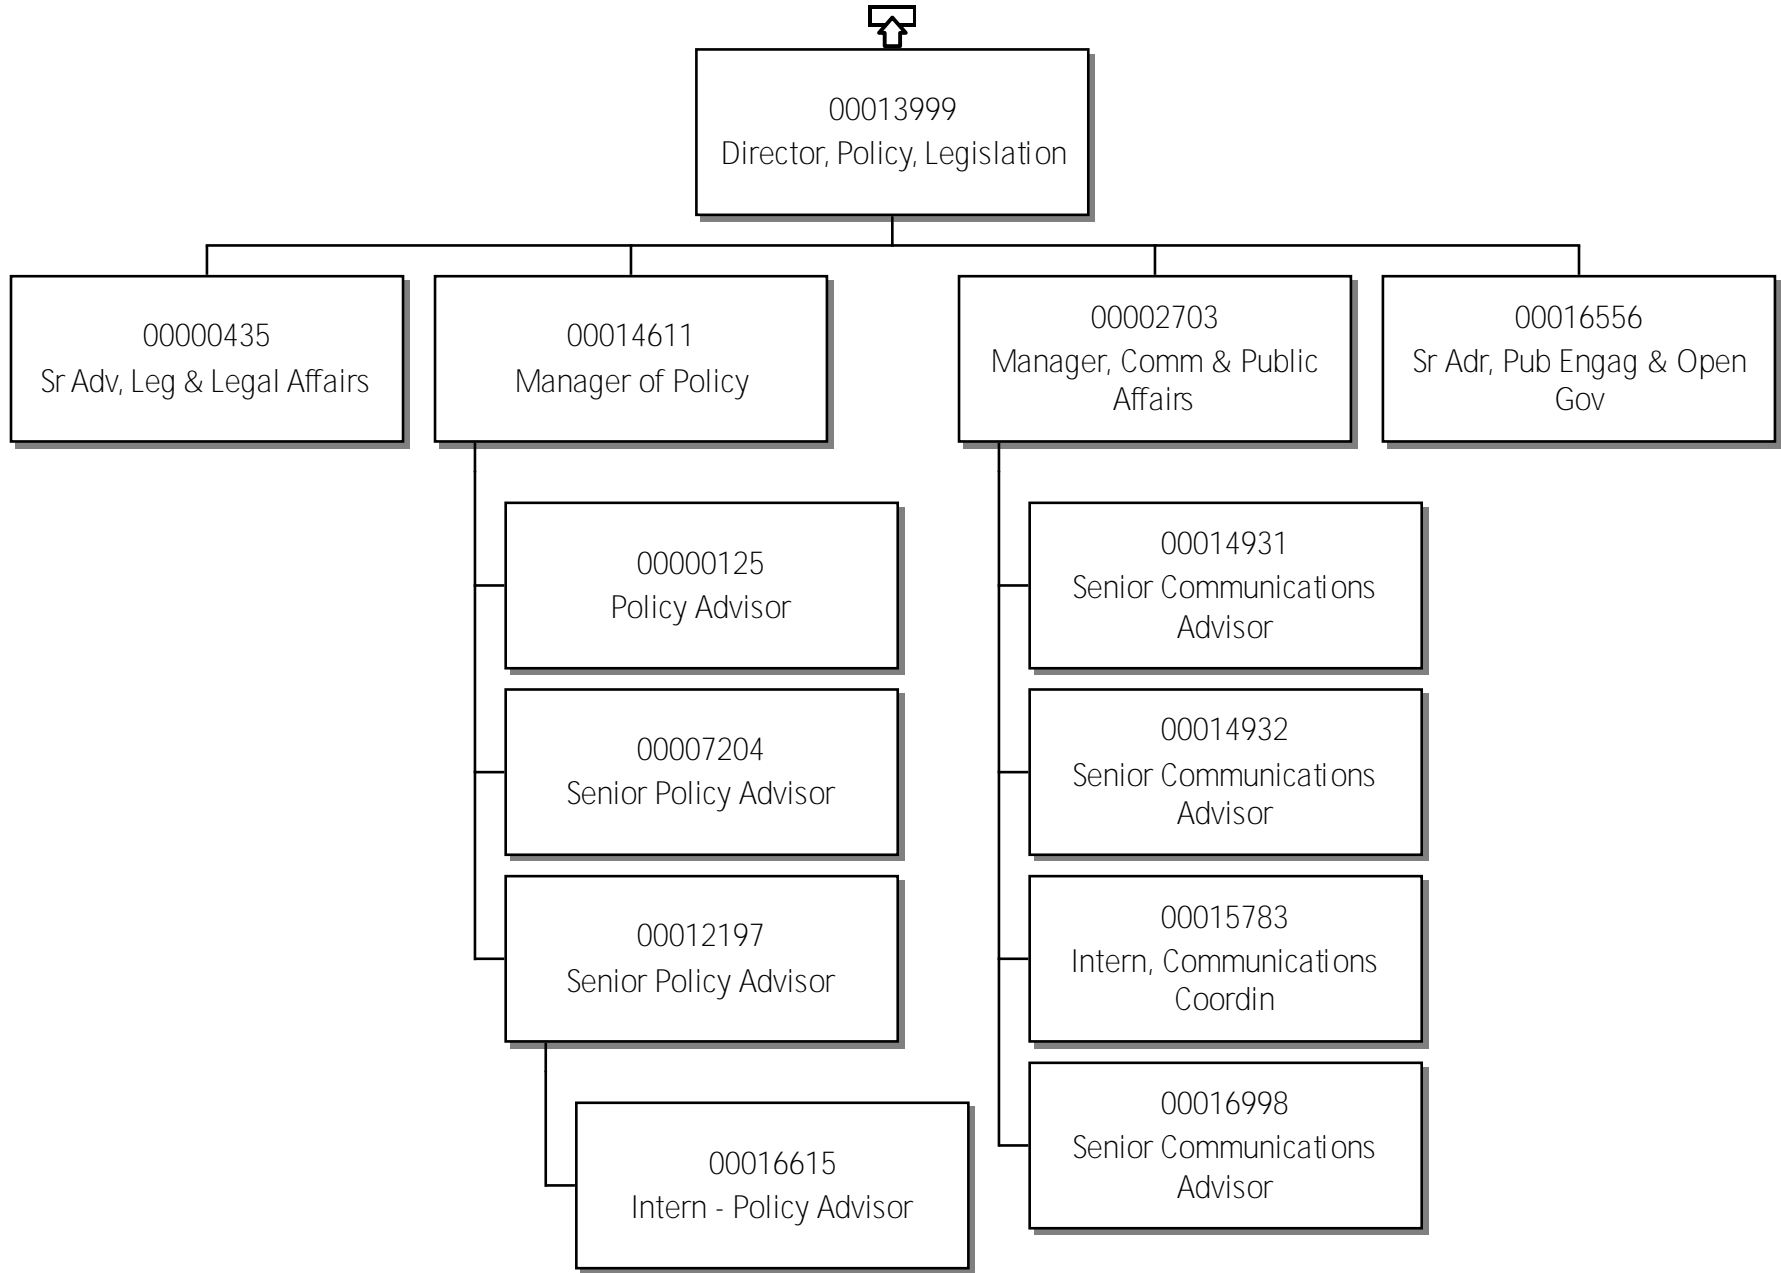 00013999
Director, Policy, Legislation
00000435
Sr Adv, Leg & Legal Affairs
00014611
Manager of Policy
00002703
Manager, Comm & Public
Affairs
00016556
Sr Adr, Pub Engag & Open
Gov
00000125
Policy Advisor
00007204
Senior Policy Advisor
00012197
Senior Policy Advisor
00016615
Intern - Policy Advisor
00014931
Senior Communications
Advisor
00014932
Senior Communications
Advisor
00015783
Intern, Communications
Coordin
00016998
Senior Communications
Advisor